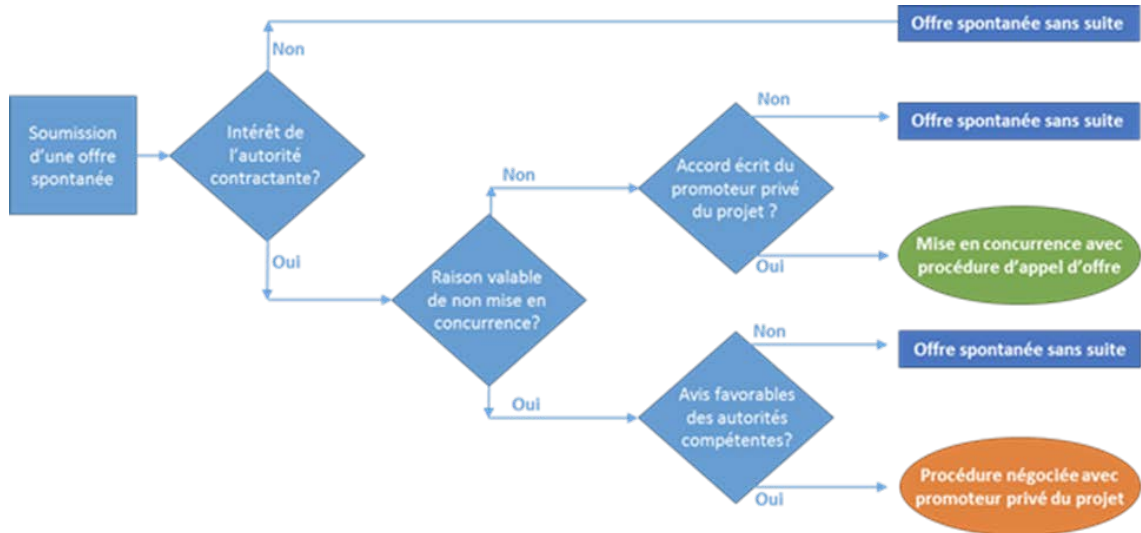 Offre spontanée sans suite
Non
Soumission
d'une offre
spontanée
Intérêt de
l'autorité
contractante?
Oui
Non
Raison valable
de non mise en
concurrence?
Oui
Non
Offre spontanée sans suite
Accord écrit du
promoteur privé
du projet ?
Oui
Mise en concurrence avec
procédure d'appel d'offre
Non
Offre spontanée sans suite
Avis favorables
des autorités
compétentes?
Oui
Procédure négociée avec
promoteur privé du projet